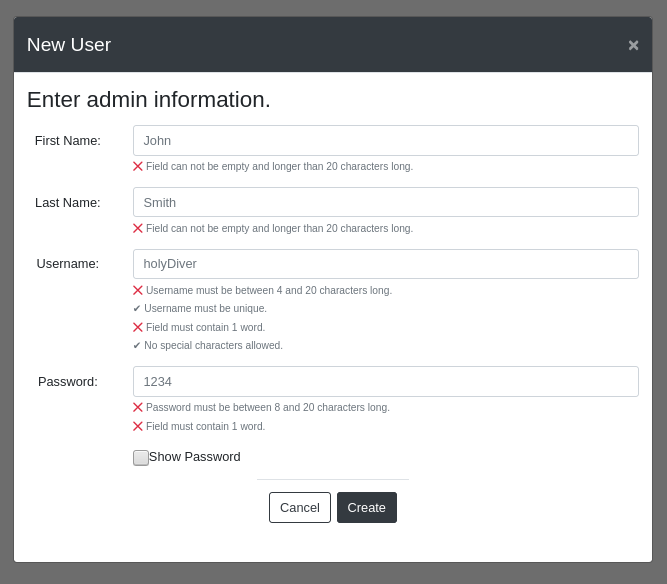 New User ×
Enter admin information.
First Name: John
❌ Field can not be empty and longer than 20 characters long.
Last Name: Smith
❌ Field can not be empty and longer than 20 characters long.
Username: holyDiver
❌ Username must be between 4 and 20 characters long.
✔ Username must be unique.
❌ Field must contain 1 word.
✔ No special characters allowed.
Password: 1234
❌ Password must be between 8 and 20 characters long.
❌ Field must contain 1 word.
Show Password
Cancel Create